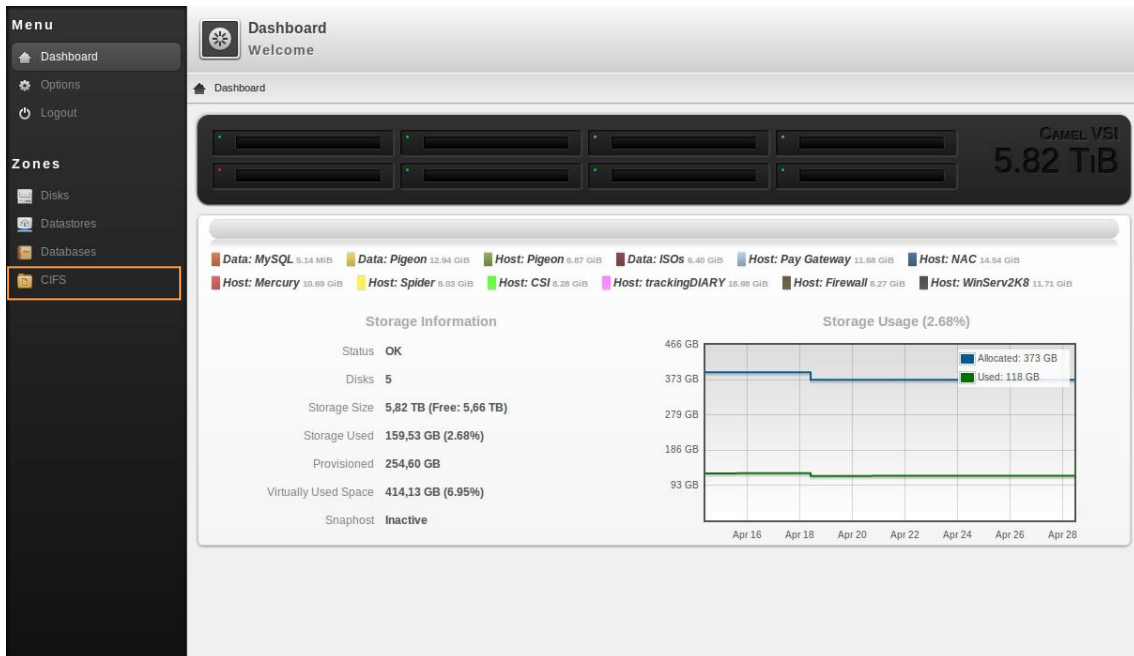 Menu
Dashboard
Options
Logout
Zones
Disks
Datastores
Databases
CIFS
Dashboard
Welcome
Dashboard
Camel VSI
5.82 TiB
Data: MySQL 5.14 MiB Data: Pigeon 12.94 GiB Host: Pigeon 6.87 GiB Data: ISOs 6.40 GiB Host: Pay Gateway 11.68 GiB Host: NAC 14.54 GiB
Host: Mercury 10.69 GiB Host: Spider 8.03 GiB Host: CSI 8.28 GiB Host: trackingDIARY 18.98 GiB Host: Firewall 8.27 GiB Host: WinServ2K8 11.71 GiB
Storage Information
Status OK
Disks 5
Storage Size 5,82 TB (Free: 5,66 TB)
Storage Used 159,53 GB (2.68%)
Provisioned 254,60 GB
Virtually Used Space 414,13 GB (6.95%)
Snaphost Inactive
Storage Usage (2.68%)
466 GB
373 GB
279 GB
186 GB
93 GB
Allocated: 373 GB
Used: 118 GB
Apr 16 Apr 18 Apr 20 Apr 22 Apr 24 Apr 26 Apr 28